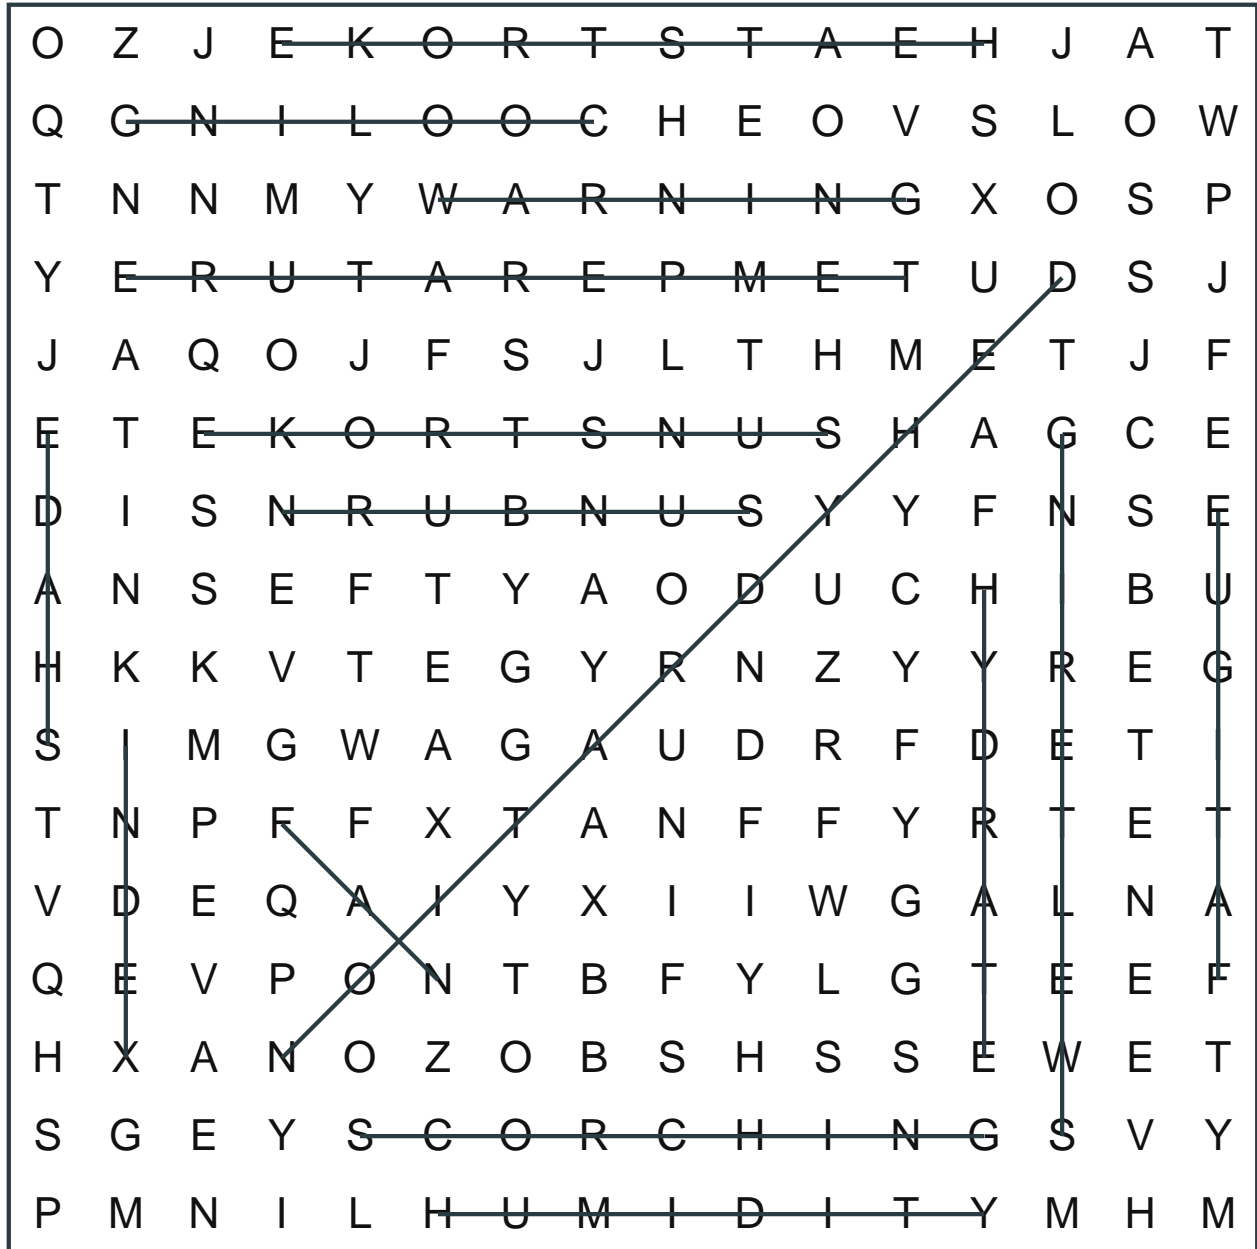 O Z J E K O R T S T A E H J A T
Q G N I L O O C H E O V S L O W
T N N M Y W A R N I N G X O S P
Y E R U T A R E P M E T U D S J
J A Q O J F S J L T H M E T J F
E T E K O R T S N U S H A G C E
D I S N R U B N U S Y Y F N S E
A N S E F T Y A O D U C H I B U
H K K V T E G Y R N Z Y Y R E G
S I M G W A G A U D R F D E T I
T N P F F X T A N F F Y R T E T
V D E Q A I Y X I I W G A L N A
Q E V P O N T B F Y L G T E E F
H X A N O Z O B S H S S E W E T
S G E Y S C O R C H I N G S V Y
P M N I L H U M I D I T Y M H M